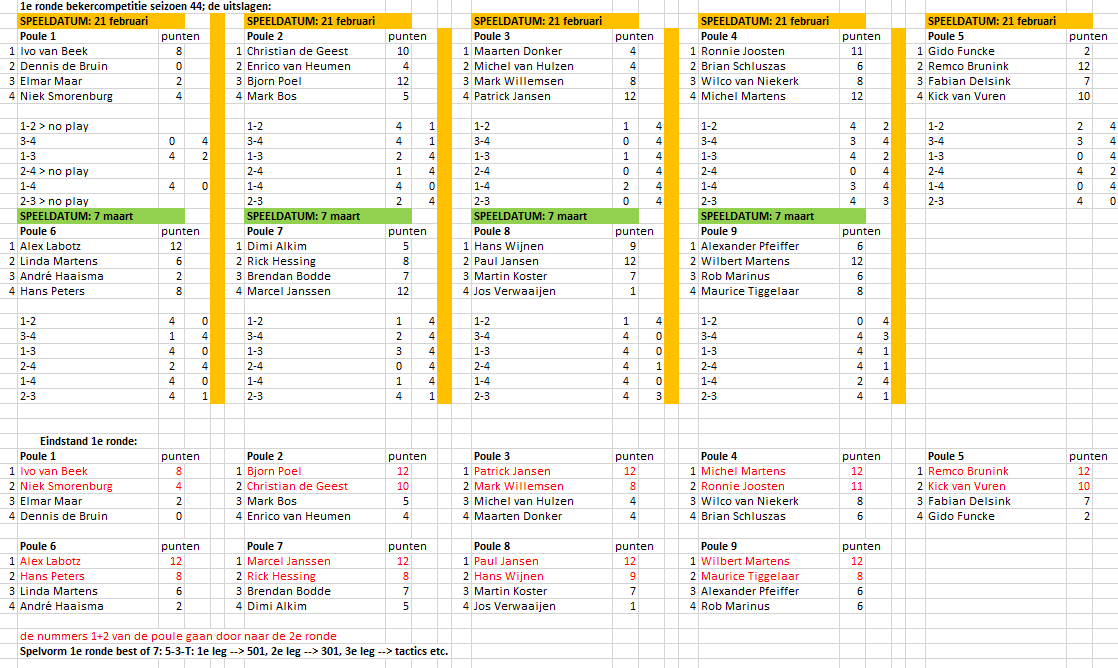 1e ronde bekercompetitie seizoen 44; de uitslagen:
SPEELDATUM: 21 februari SPEELDATUM: 21 februari SPEELDATUM: 21 februari SPEELDATUM: 21 februari SPEELDATUM: 21 februari
Poule 1 punten Poule 2 punten Poule 3 punten Poule 4 punten Poule 5 punten
1 Ivo van Beek 8 1 Christian de Geest 10 1 Maarten Donker 4 1 Ronnie Joosten 11 1 Gido Funcke 2
2 Dennis de Bruin 0 2 Enrico van Heumen 4 2 Michel van Hulzen 4 2 Brian Schluszas 6 2 Remco Brunink 12
3 Elmar Maar 2 3 Bjorn Poel 12 3 Mark Willemsen 8 3 Wilco van Niekerk 8 3 Fabian Delsink 7
4 Niek Smorenburg 4 4 Mark Bos 5 4 Patrick Jansen 12 4 Michel Martens 12 4 Kick van Vuren 10
1-2 > no play 1-2 4 1 1-2 1 4 1-2 4 2 1-2 2 4
3-4 0 4 3-4 4 1 3-4 0 4 3-4 3 4 3-4 3 4
1-3 4 2 1-3 2 4 1-3 1 4 1-3 4 2 1-3 0 4
2-4 > no play 2-4 1 4 2-4 0 4 2-4 0 4 2-4 4 2
1-4 4 0 1-4 4 0 1-4 2 4 1-4 3 4 1-4 0 4
2-3 > no play 2-3 2 4 2-3 0 4 2-3 4 3 2-3 4 0
SPEELDATUM: 7 maart SPEELDATUM: 7 maart SPEELDATUM: 7 maart SPEELDATUM: 7 maart
Poule 6 punten Poule 7 punten Poule 8 punten Poule 9 punten
1 Alex Labotz 12 1 Dimi Alkim 5 1 Hans Wijnen 9 1 Alexander Pfeiffer 6
2 Linda Martens 6 2 Rick Hessing 8 2 Paul Jansen 12 2 Wilbert Martens 12
3 André Haaisma 2 3 Brendan Bodde 7 3 Martin Koster 7 3 Rob Marinus 6
4 Hans Peters 8 4 Marcel Janssen 12 4 Jos Verwaaijen 1 4 Maurice Tiggelaar 8
1-2 4 0 1-2 1 4 1-2 1 4 1-2 0 4
3-4 1 4 3-4 2 4 3-4 4 0 3-4 4 3
1-3 4 0 1-3 3 4 1-3 4 0 1-3 4 1
2-4 2 4 2-4 0 4 2-4 4 1 2-4 4 1
1-4 4 0 1-4 1 4 1-4 4 0 1-4 2 4
2-3 4 1 2-3 4 1 2-3 4 3 2-3 4 1
Eindstand 1e ronde:
Poule 1 punten Poule 2 punten Poule 3 punten Poule 4 punten Poule 5 punten
1 Ivo van Beek 8 1 Bjorn Poel 12 1 Patrick Jansen 12 1 Michel Martens 12 1 Remco Brunink 12
2 Niek Smorenburg 4 2 Christian de Geest 10 2 Mark Willemsen 8 2 Ronnie Joosten 11 2 Kick van Vuren 10
3 Elmar Maar 2 3 Mark Bos 5 3 Michel van Hulzen 4 3 Wilco van Niekerk 8 3 Fabian Delsink 7
4 Dennis de Bruin 0 4 Enrico van Heumen 4 4 Maarten Donker 4 4 Brian Schluszas 6 4 Gido Funcke 2
Poule 6 punten Poule 7 punten Poule 8 punten Poule 9 punten
1 Alex Labotz 12 1 Marcel Janssen 12 1 Paul Jansen 12 1 Wilbert Martens 12
2 Hans Peters 8 2 Rick Hessing 8 2 Hans Wijnen 9 2 Maurice Tiggelaar 8
3 Linda Martens 6 3 Brendan Bodde 7 3 Martin Koster 7 3 Alexander Pfeiffer 6
4 André Haaisma 2 4 Dimi Alkim 5 4 Jos Verwaaijen 1 4 Rob Marinus 6
de nummers 1+2 van de poule gaan door naar de 2e ronde
Spelvorm 1e ronde best of 7: 5-3-T: 1e leg --> 501, 2e leg --> 301, 3e leg --> tactics etc.